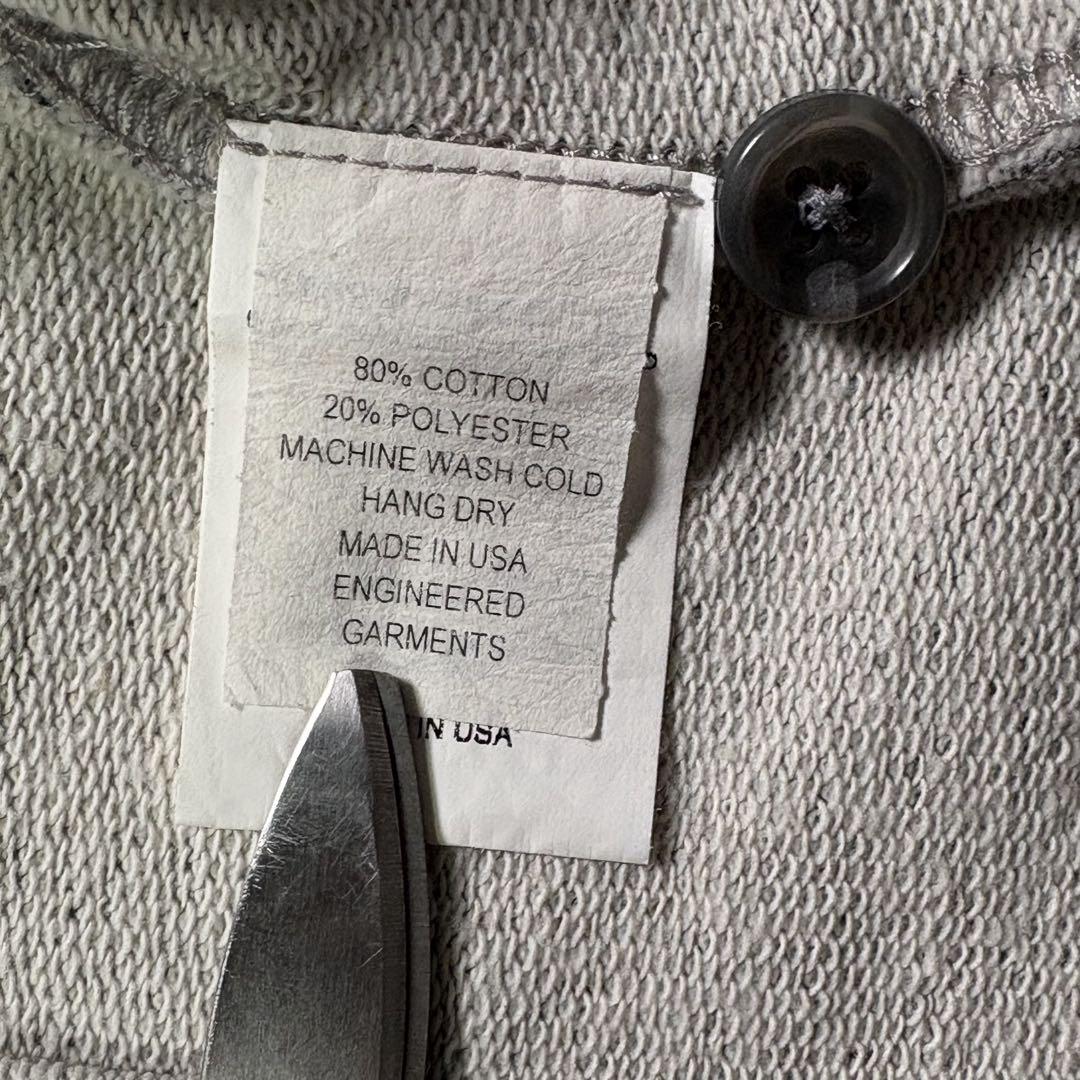 80% COTTON
20% POLYESTER
MACHINE WASH COLD
HANG DRY
MADE IN USA
ENGINEERED
GARMENTS
IN USA